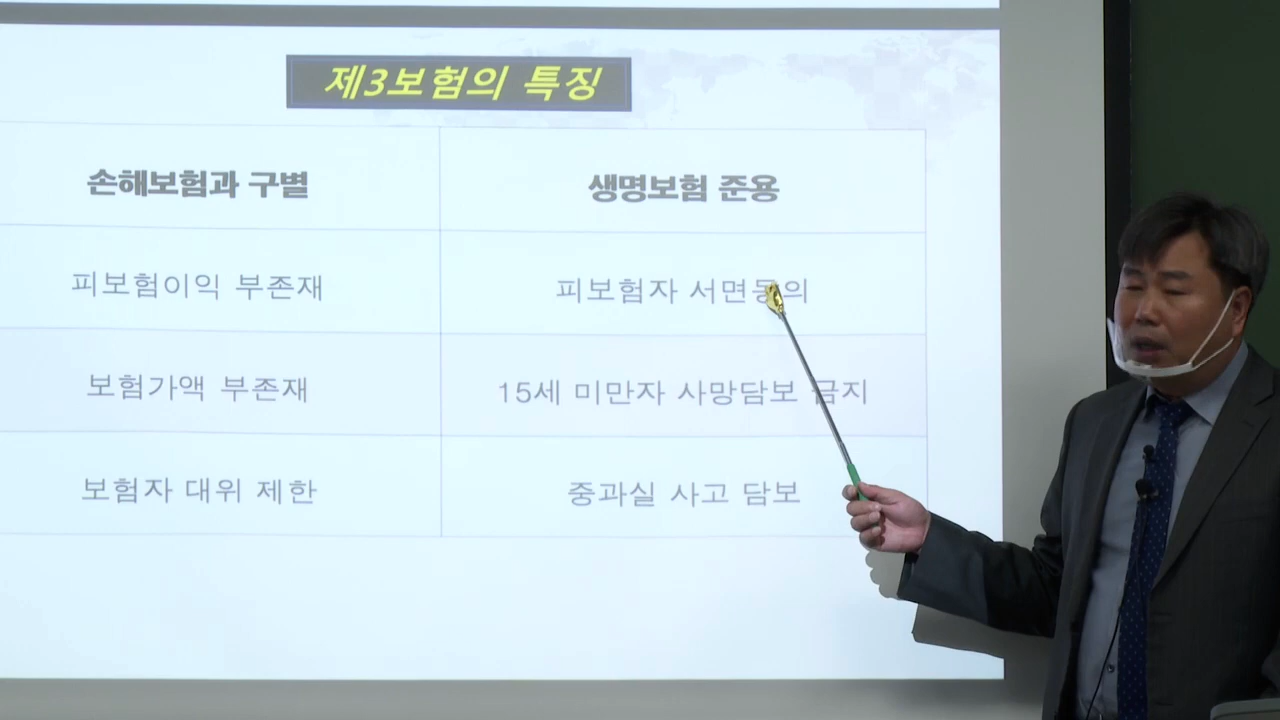 제3보험의 특징
손해보험과 구별
생명보험 준용
피보험이익 부존재
피보험자 서면동의
보험가액 부존재
15세 미만자 사망담보 금지
보험자 대위 제한
중과실 사고 담보